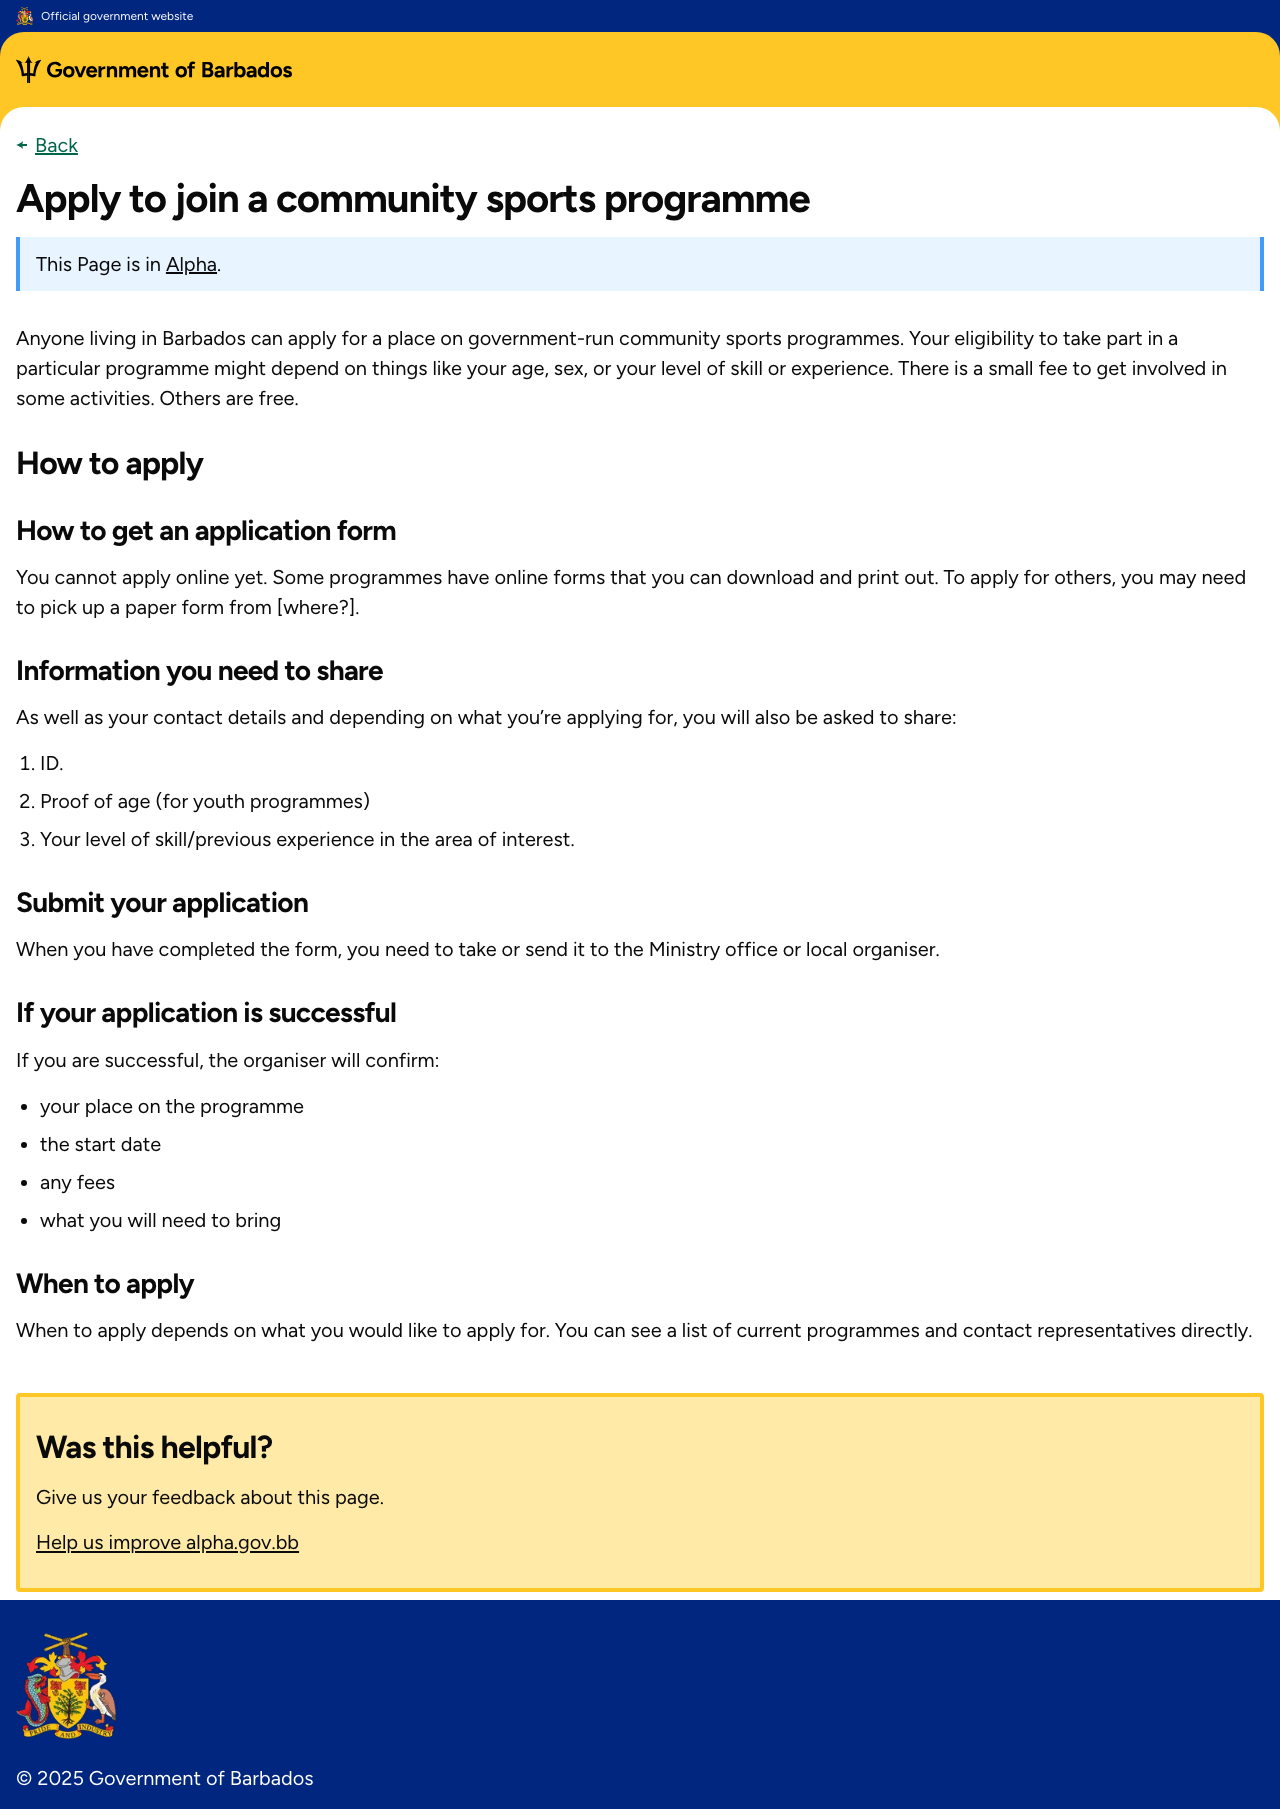 Official government website
Government of Barbados
Back
Apply to join a community sports programme
This Page is in Alpha.
Anyone living in Barbados can apply for a place on government-run community sports programmes. Your eligibility to take part in a
particular programme might depend on things like your age, sex, or your level of skill or experience. There is a small fee to get involved in
some activities. Others are free.
How to apply
How to get an application form
You cannot apply online yet. Some programmes have online forms that you can download and print out. To apply for others, you may need
to pick up a paper form from [where?].
Information you need to share
As well as your contact details and depending on what you’re applying for, you will also be asked to share:
1. ID.
2. Proof of age (for youth programmes)
3. Your level of skill/previous experience in the area of interest.
Submit your application
When you have completed the form, you need to take or send it to the Ministry office or local organiser.
If your application is successful
If you are successful, the organiser will confirm:
• your place on the programme
• the start date
• any fees
• what you will need to bring
When to apply
When to apply depends on what you would like to apply for. You can see a list of current programmes and contact representatives directly.
Was this helpful?
Give us your feedback about this page.
Help us improve alpha.gov.bb
PRIDE AND INDUSTRY
© 2025 Government of Barbados